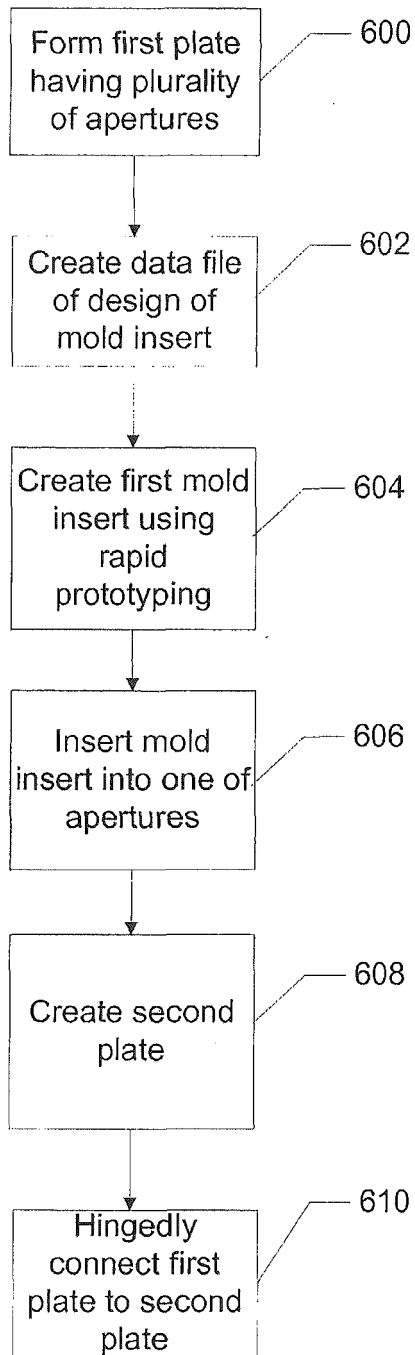 Form first plate
having plurality
of apertures
600
Create data file
of design of
mold insert
602
Create first mold
insert using
rapid
prototyping
604
Insert mold
insert into one of
apertures
606
Create second
plate
608
Hingedly
connect first
plate to second
plate
610